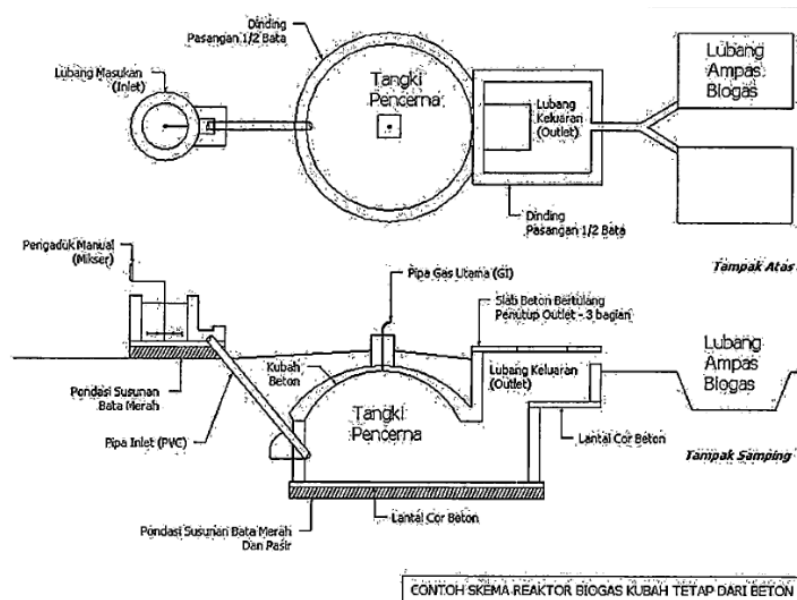 Dinding
Pasangan 1/2 Bata
Lubang Masukan
(Inlet)
Tangki
Pencerna
Lubang
Keluaran
(Outlet)
Lubang
Ampas
Biogas
Dinding
Pasangan 1/2 Bata
Tampak Atas
Pengaduk Manual
(Mikser)
Pipa Gas Utama (GI)
Slab Beton Bertulang
Penutup Outlet - 3 bagian
Kubah
Beton
Lubang Keluaran
(Outlet)
Lubang
Ampas
Biogas
Pondasi Susunan
Bata Merah
Tangki
Pencerna
Pipa Inlet (PVC)
Lantai Cor Beton
Tampak Samping
Pondasi Susunan Bata Merah
Dan Pasir
Lantai Cor Beton
CONTOH SKEMA REAKTOR BIOGAS KUBAH TETAP DARI BETON